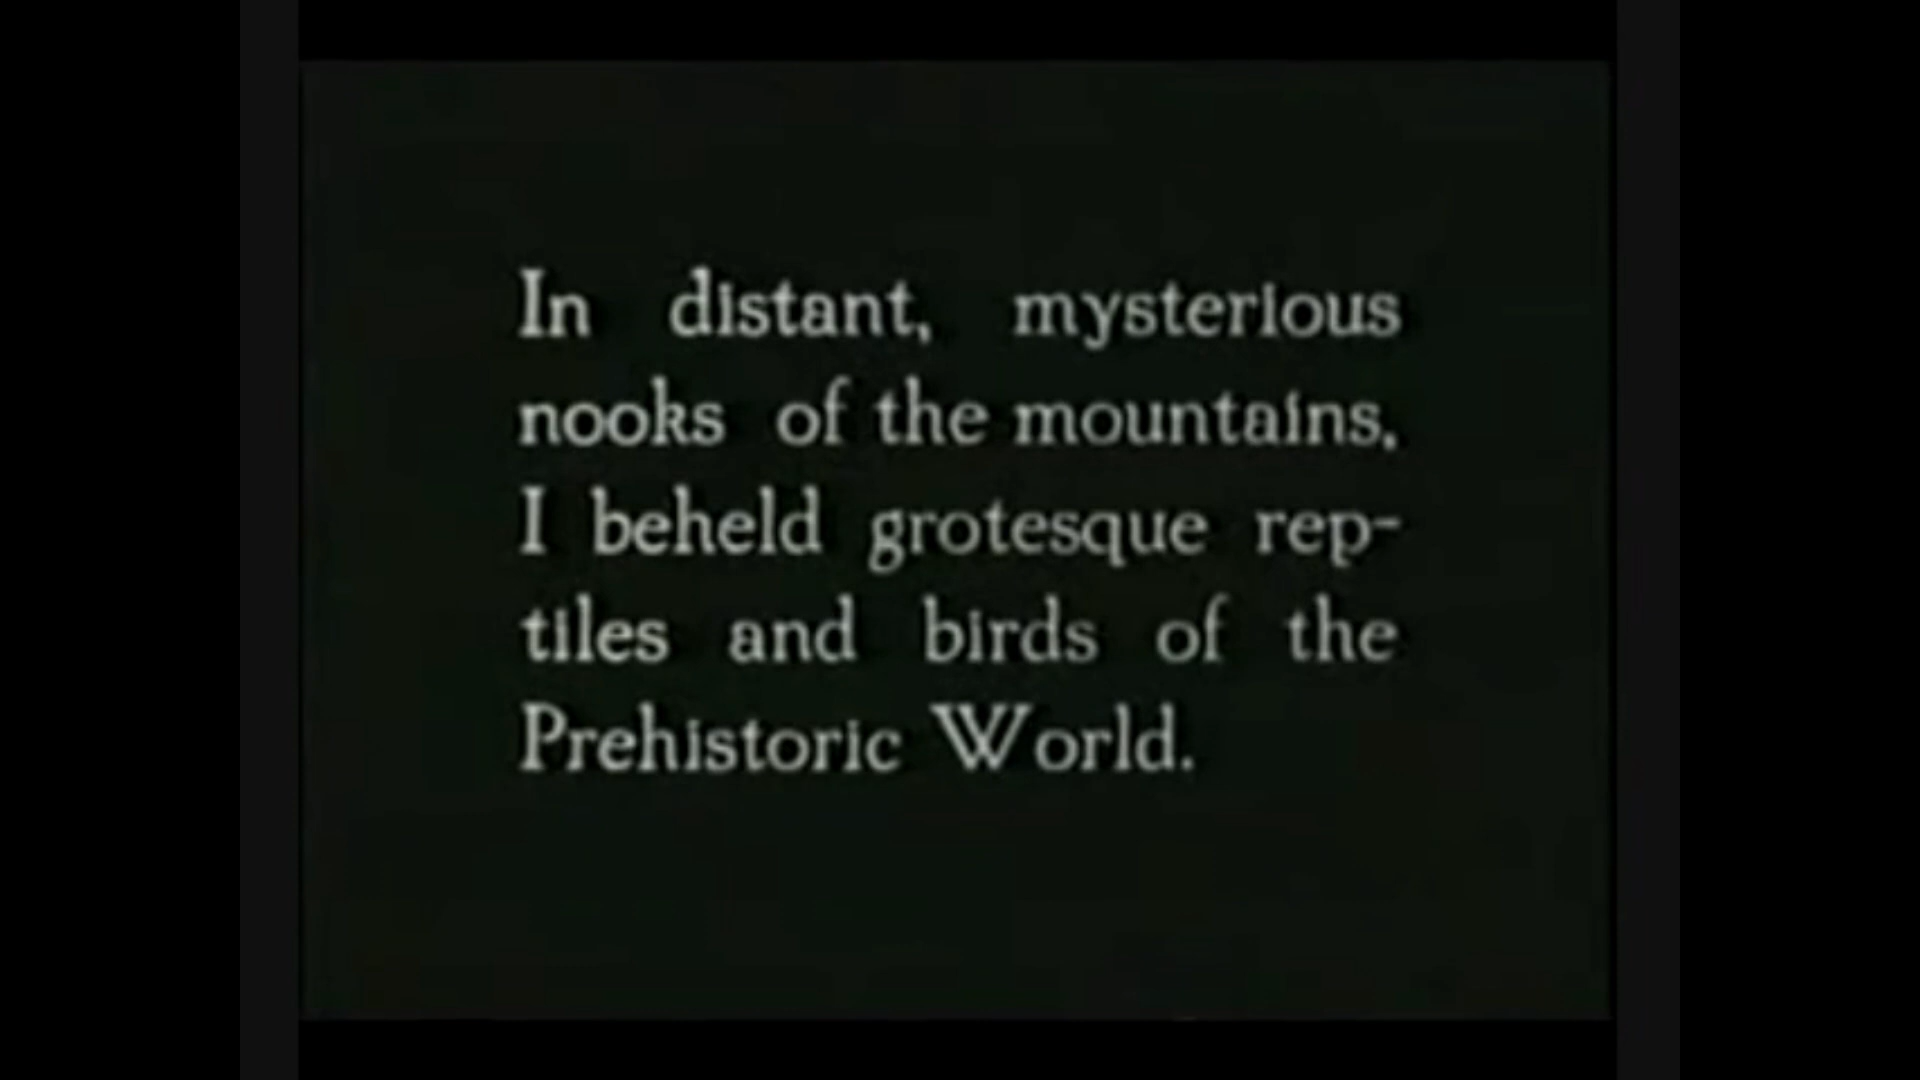 In distant, mysterious
nooks of the mountains,
I beheld grotesque rep-
tiles and birds of the
Prehistoric World.